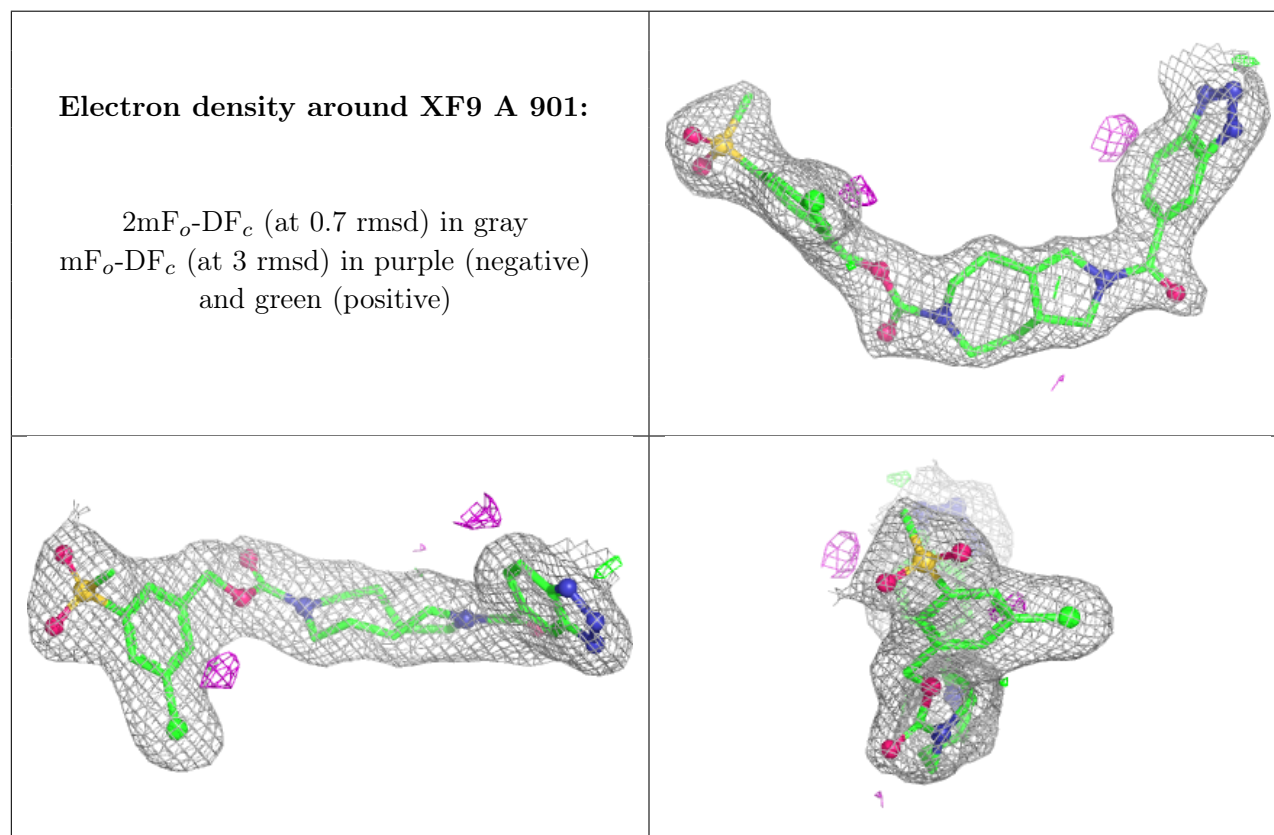 Electron density around XF9 A 901:
2mFₒ-DF𝒸 (at 0.7 rmsd) in gray
mFₒ-DF𝒸 (at 3 rmsd) in purple (negative)
and green (positive)